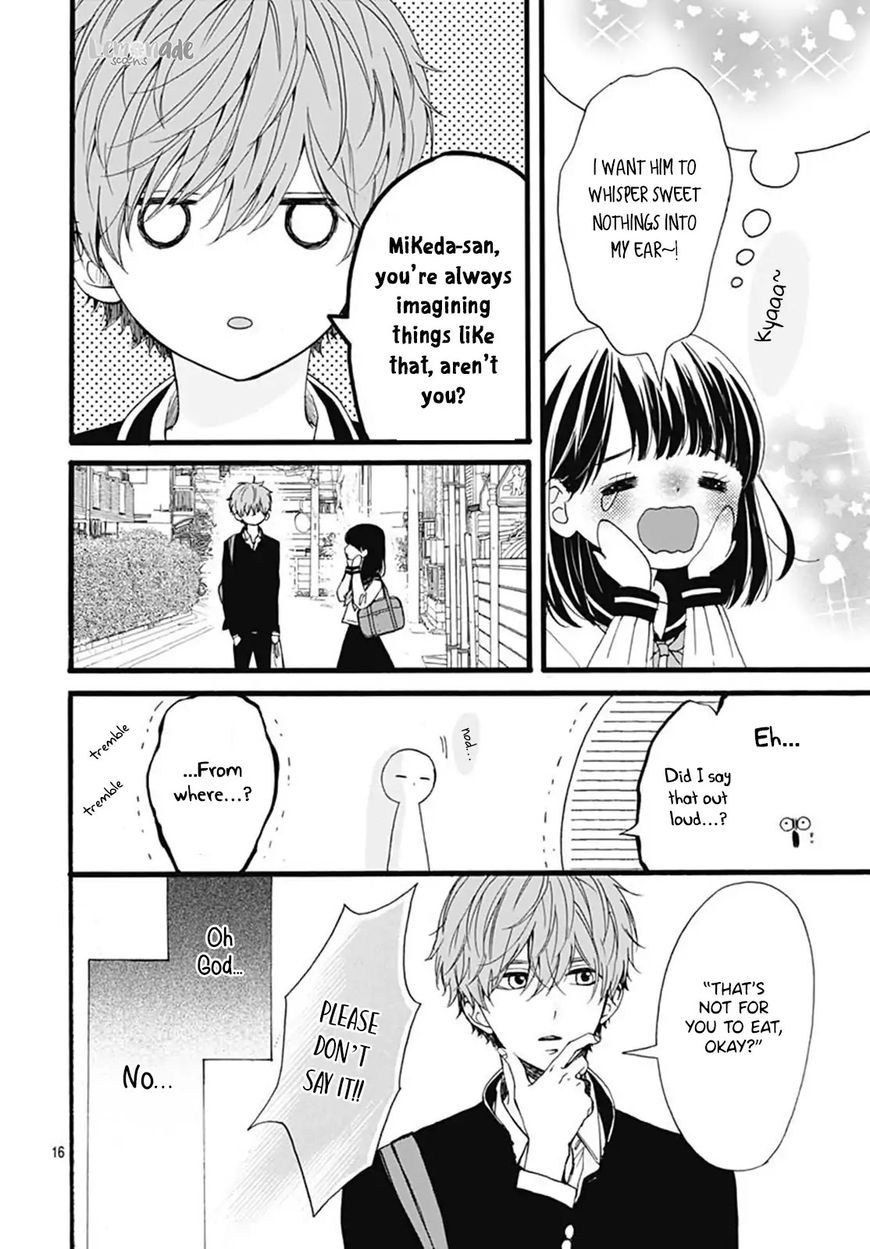 I WANT HIM TO
WHISPER SWEET
NOTHINGS INTO
MY EAR~!
Kyaaa~
Lemonade
scans
Mikeda-san,
you're always
imagining
things like
that, aren't
you?
Eh...
Did I say
that out
loud...?
nod...
...From
where...?
tremble
tremble
"THAT'S
NOT FOR
YOU TO EAT,
OKAY?"
PLEASE
DON'T
SAY IT!!
Oh
God...
No...
16